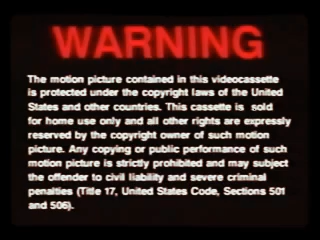 WARNING
The motion picture contained in this videocassette
is protected under the copyright laws of the United
States and other countries. This cassette is sold
for home use only and all other rights are expressly
reserved by the copyright owner of such motion
picture. Any copying or public performance of such
motion picture is strictly prohibited and may subject
the offender to civil liability and severe criminal
penalties (Title 17, United States Code, Sections 501
and 506).